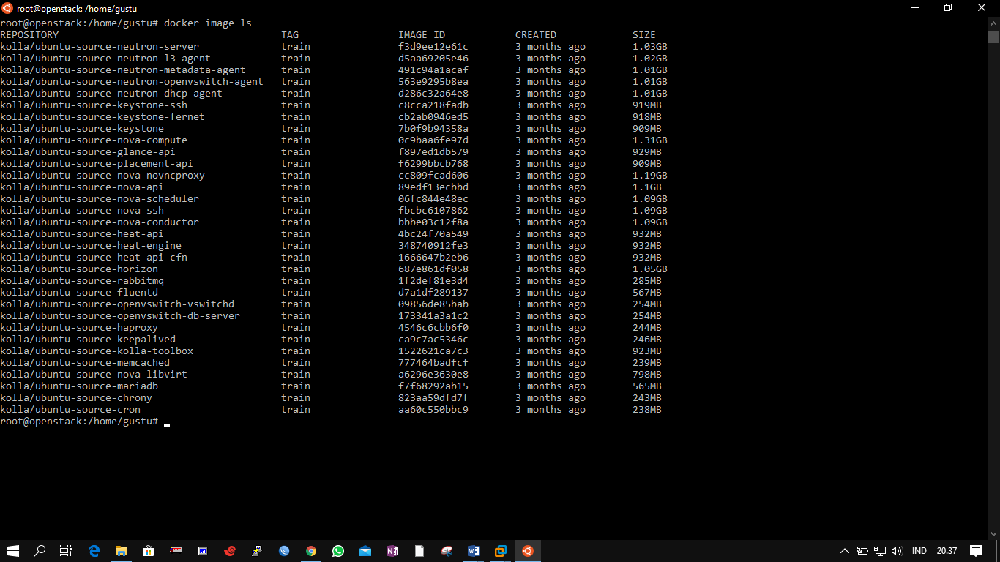 root@openstack: /home/gustu
root@openstack:/home/gustu# docker image ls
REPOSITORY TAG IMAGE ID CREATED SIZE
kolla/ubuntu-source-neutron-server train f3d9ee12e61c 3 months ago 1.03GB
kolla/ubuntu-source-neutron-l3-agent train d5aa69205e46 3 months ago 1.02GB
kolla/ubuntu-source-neutron-metadata-agent train 491c94a1acaf 3 months ago 1.01GB
kolla/ubuntu-source-neutron-openvswitch-agent train 563e9295b8ea 3 months ago 1.01GB
kolla/ubuntu-source-neutron-dhcp-agent train d286c32a64e8 3 months ago 1.01GB
kolla/ubuntu-source-keystone-ssh train c8cca218fadb 3 months ago 919MB
kolla/ubuntu-source-keystone-fernet train cb2ab0946ed5 3 months ago 918MB
kolla/ubuntu-source-keystone train 7b0f9b94358a 3 months ago 909MB
kolla/ubuntu-source-nova-compute train 0c9baa6fe97d 3 months ago 1.31GB
kolla/ubuntu-source-glance-api train f897ed1db579 3 months ago 929MB
kolla/ubuntu-source-placement-api train f6299bbcb768 3 months ago 909MB
kolla/ubuntu-source-nova-novncproxy train cc809fcad606 3 months ago 1.19GB
kolla/ubuntu-source-nova-api train 89edf13ecbbd 3 months ago 1.1GB
kolla/ubuntu-source-nova-scheduler train 06fc844e48ec 3 months ago 1.09GB
kolla/ubuntu-source-nova-ssh train fbcbc6107862 3 months ago 1.09GB
kolla/ubuntu-source-nova-conductor train bbbe03c12f8a 3 months ago 1.09GB
kolla/ubuntu-source-heat-api train 4bc24f70a549 3 months ago 932MB
kolla/ubuntu-source-heat-engine train 348740912fe3 3 months ago 932MB
kolla/ubuntu-source-heat-api-cfn train 1666647b2eb6 3 months ago 932MB
kolla/ubuntu-source-horizon train 687e861df058 3 months ago 1.05GB
kolla/ubuntu-source-rabbitmq train 1f2def81e3d4 3 months ago 285MB
kolla/ubuntu-source-fluentd train d7a1df289137 3 months ago 567MB
kolla/ubuntu-source-openvswitch-vswitchd train 09856de85bab 3 months ago 254MB
kolla/ubuntu-source-openvswitch-db-server train 173341a3a1c2 3 months ago 254MB
kolla/ubuntu-source-haproxy train 4546c6cbb6f0 3 months ago 244MB
kolla/ubuntu-source-keepalived train ca9c7ac5346c 3 months ago 246MB
kolla/ubuntu-source-kolla-toolbox train 1522621ca7c3 3 months ago 923MB
kolla/ubuntu-source-memcached train 777464badfcf 3 months ago 239MB
kolla/ubuntu-source-nova-libvirt train a6296e3630e8 3 months ago 798MB
kolla/ubuntu-source-mariadb train f7f68292ab15 3 months ago 565MB
kolla/ubuntu-source-chrony train 823aa59dfd7f 3 months ago 243MB
kolla/ubuntu-source-cron train aa60c550bbc9 3 months ago 238MB
root@openstack:/home/gustu#
IND 20.37